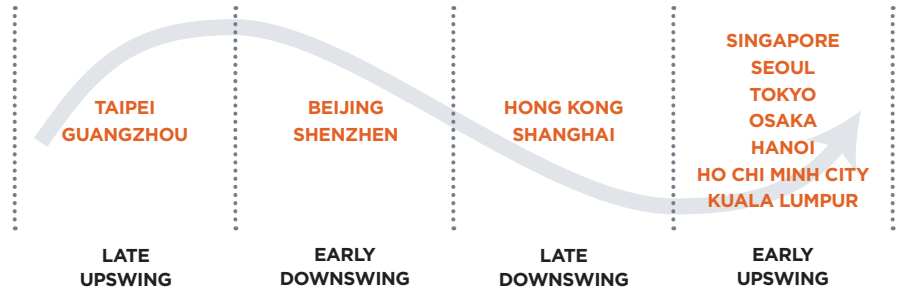 TAIPEI
GUANGZHOU
BEIJING
SHENZHEN
HONG KONG
SHANGHAI
SINGAPORE
SEOUL
TOKYO
OSAKA
HANOI
HO CHI MINH CITY
KUALA LUMPUR
LATE
UPSWING
EARLY
DOWNSWING
LATE
DOWNSWING
EARLY
UPSWING